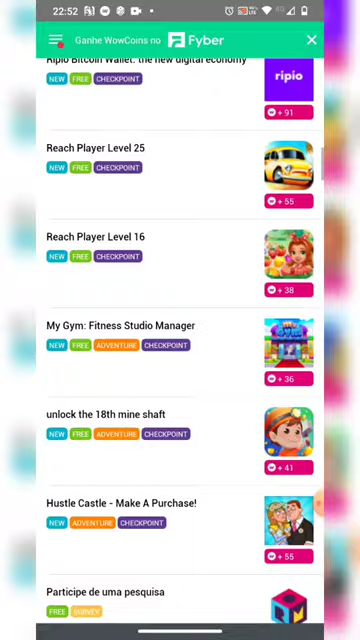 22:52
Ganhe WowCoins no Fyber
Ripio Bitcoin Wallet: the new digital economy
NEW FREE CHECKPOINT
ripio
+ 91
Reach Player Level 25
NEW FREE CHECKPOINT
+ 55
Reach Player Level 16
NEW FREE CHECKPOINT
+ 38
My Gym: Fitness Studio Manager
NEW FREE ADVENTURE CHECKPOINT
+ 36
unlock the 18th mine shaft
NEW FREE ADVENTURE CHECKPOINT
+ 41
Hustle Castle - Make A Purchase!
NEW ADVENTURE CHECKPOINT
+ 55
Participe de uma pesquisa
FREE SURVEY